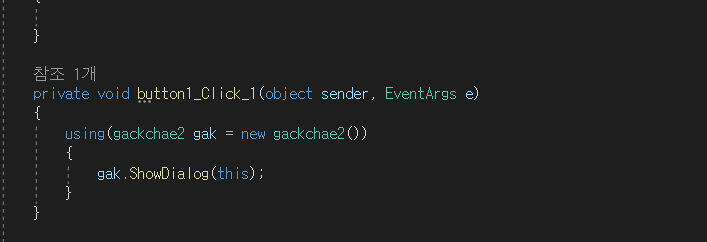 {
}
참조 1개
private void button1_Click_1(object sender, EventArgs e)
{
using(gackchae2 gak = new gackchae2())
{
gak.ShowDialog(this);
}
}